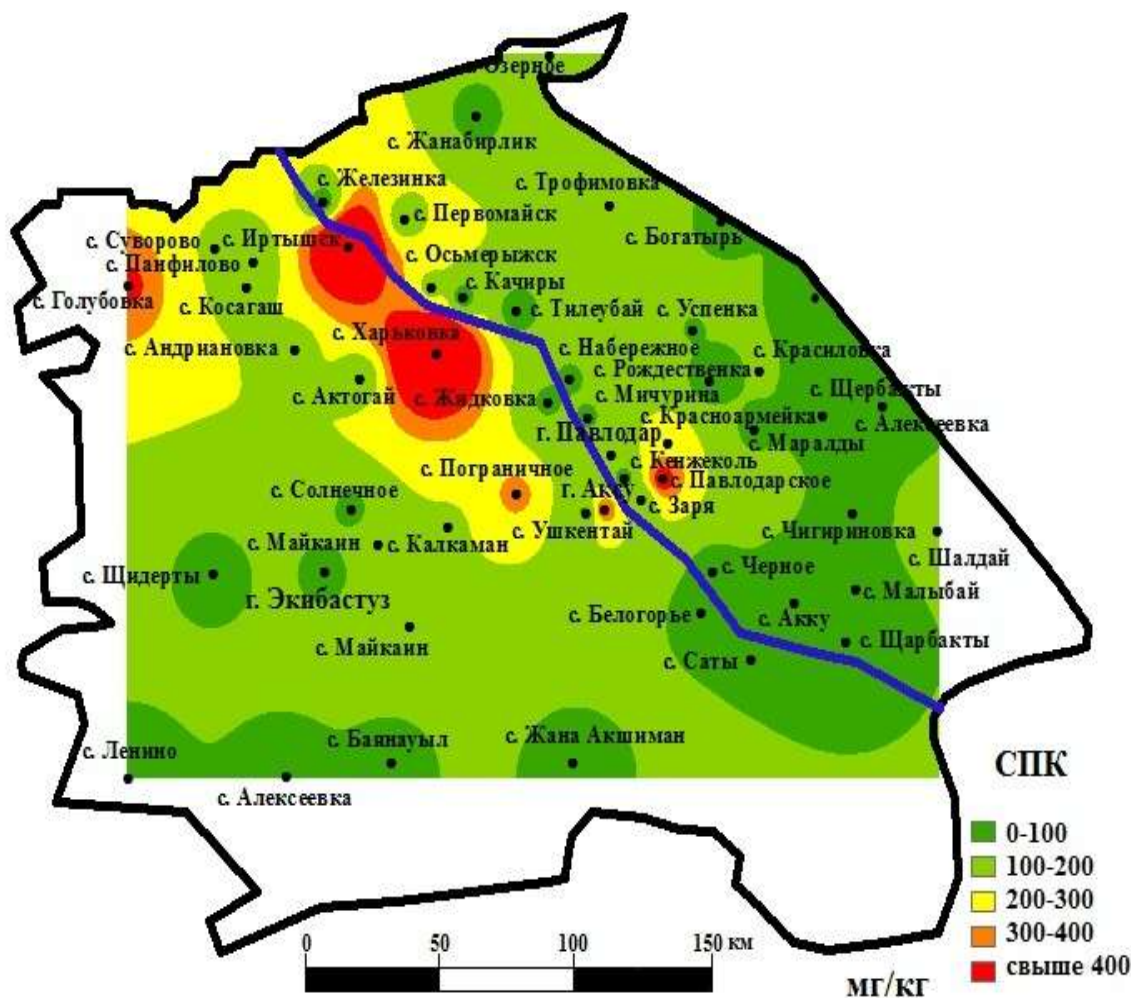 с. Озерное
с. Жанабирлик
с. Железинка
с. Трофимовка
с. Первомайск
с. Богатырь
с. Суворово
с. Иртышск
с. Осьмерыжск
с. Панфилово
с. Качиры
с. Голубовка
с. Косагаш
с. Тилеубай
с. Успенка
с. Харьковка
с. Андриановка
с. Набережное
с. Красиловка
с. Рождественка
с. Щербакты
с. Актогай
с. Жидковка
с. Мичурина
с. Красноармейка
с. Алексеевка
г. Павлодар
с. Маралды
с. Пограничное
с. Кенжеколь
с. Павлодарское
с. Солнечное
г. Аксу
с. Заря
с. Ушкентай
с. Чигириновка
с. Майкаин
с. Калкаман
с. Шалдай
с. Щидерты
с. Черное
с. Малыбай
г. Экибастуз
с. Белогорье
с. Акку
с. Майкаин
с. Щарбакты
с. Саты
с. Ленино
с. Баянауыл
с. Жана Акшиман
с. Алексеевка
СПК
0-100
100-200
200-300
300-400
свыше 400
0 50 100 150 км
мг/кг